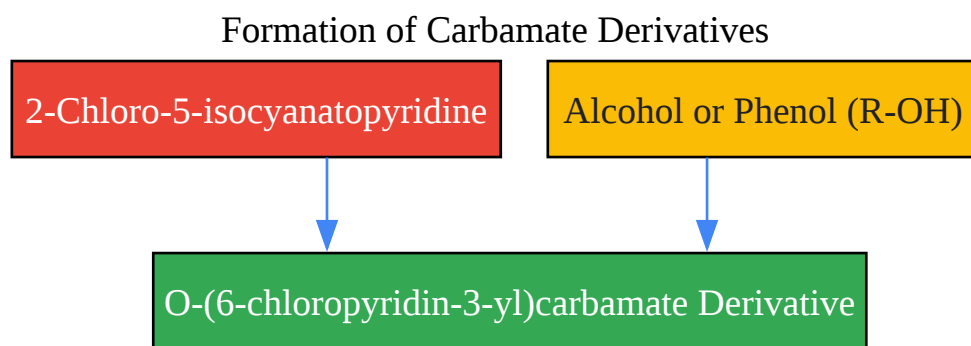 Formation of Carbamate Derivatives
2-Chloro-5-isocyanatopyridine
Alcohol or Phenol (R-OH)
O-(6-chloropyridin-3-yl)carbamate Derivative